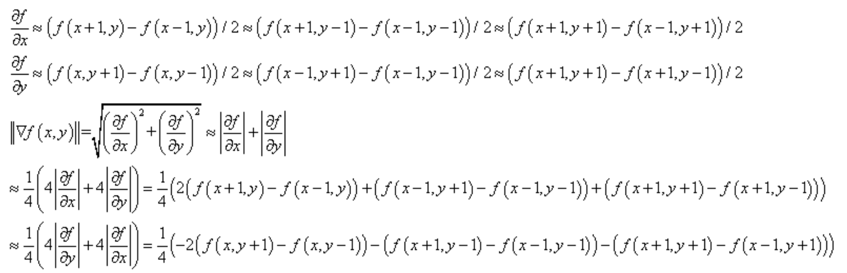 ∂f/∂x ≈ (f(x+1,y)−f(x−1,y))/2 ≈ (f(x+1,y−1)−f(x−1,y−1))/2 ≈ (f(x+1,y+1)−f(x−1,y+1))/2
∂f/∂y ≈ (f(x,y+1)−f(x,y−1))/2 ≈ (f(x−1,y+1)−f(x−1,y−1))/2 ≈ (f(x+1,y+1)−f(x+1,y−1))/2
‖∇f(x,y)‖=√((∂f/∂x)²+(∂f/∂y)²) ≈ |∂f/∂x|+|∂f/∂y|
≈ 1/4(4|∂f/∂x|+4|∂f/∂y|) = 1/4(2(f(x+1,y)−f(x−1,y))+(f(x−1,y+1)−f(x−1,y−1))+(f(x+1,y+1)−f(x+1,y−1)))
≈ 1/4(4|∂f/∂y|+4|∂f/∂x|) = 1/4(−2(f(x,y+1)−f(x,y−1))−(f(x+1,y−1)−f(x−1,y−1))−(f(x+1,y+1)−f(x−1,y+1)))